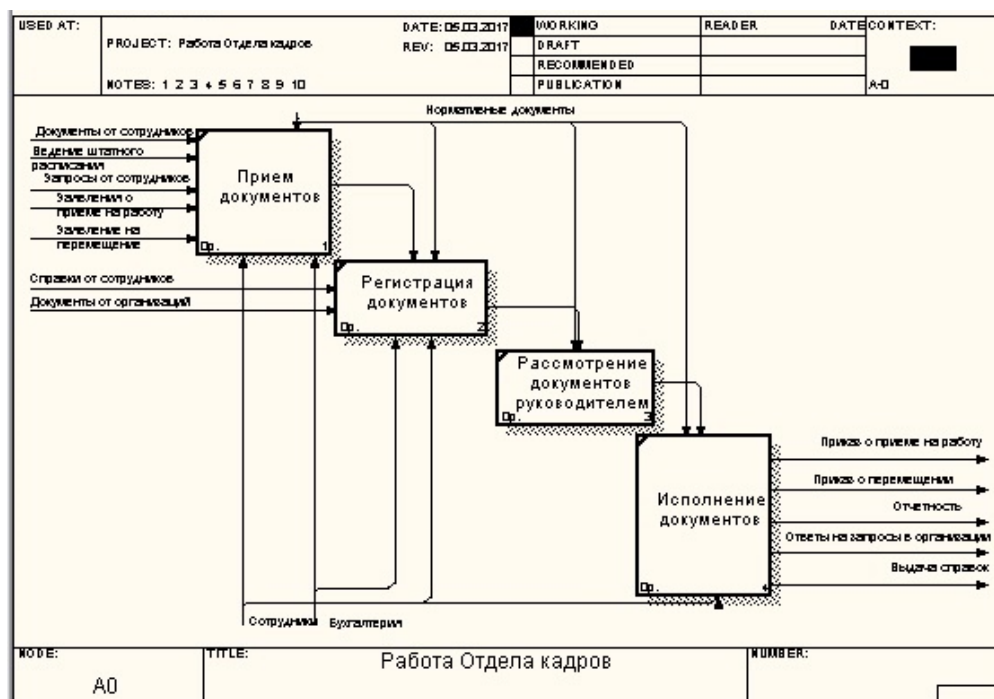 USED AT:
PROJECT: Работа Отдела кадров
NOTES: 1 2 3 4 5 6 7 8 9 10
DATE: 05.03.2017
REV: 05.03.2017
WORKING
DRAFT
RECOMMENDED
PUBLICATION
READER
DATE
CONTEXT:
A-0
Нормативные документы
Документы от сотрудников
Ведение штатного
расписания
Запросы от сотрудников
Заявления о
приеме на работу
Заявление на
перемещение
Прием
документов
0р.
1
Справки от сотрудников
Документы от организаций
Регистрация
документов
0р.
2
Рассмотрение
документов
руководителем
0р.
3
Исполнение
документов
0р.
4
Приказ о приеме на работу
Приказ о перемещении
Отчетность
Ответы на запросы в организации
Выдача справок
Сотрудники
Бухгалтерия
NODE:
A0
TITLE:
Работа Отдела кадров
NUMBER: